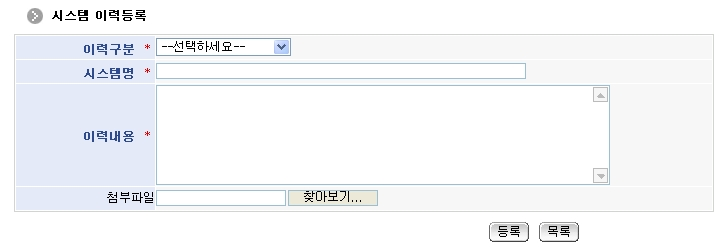 시스템 이력등록
이력구분 * --선택하세요--
시스템명 *
이력내용 *
첨부파일 찾아보기...
등록 목록